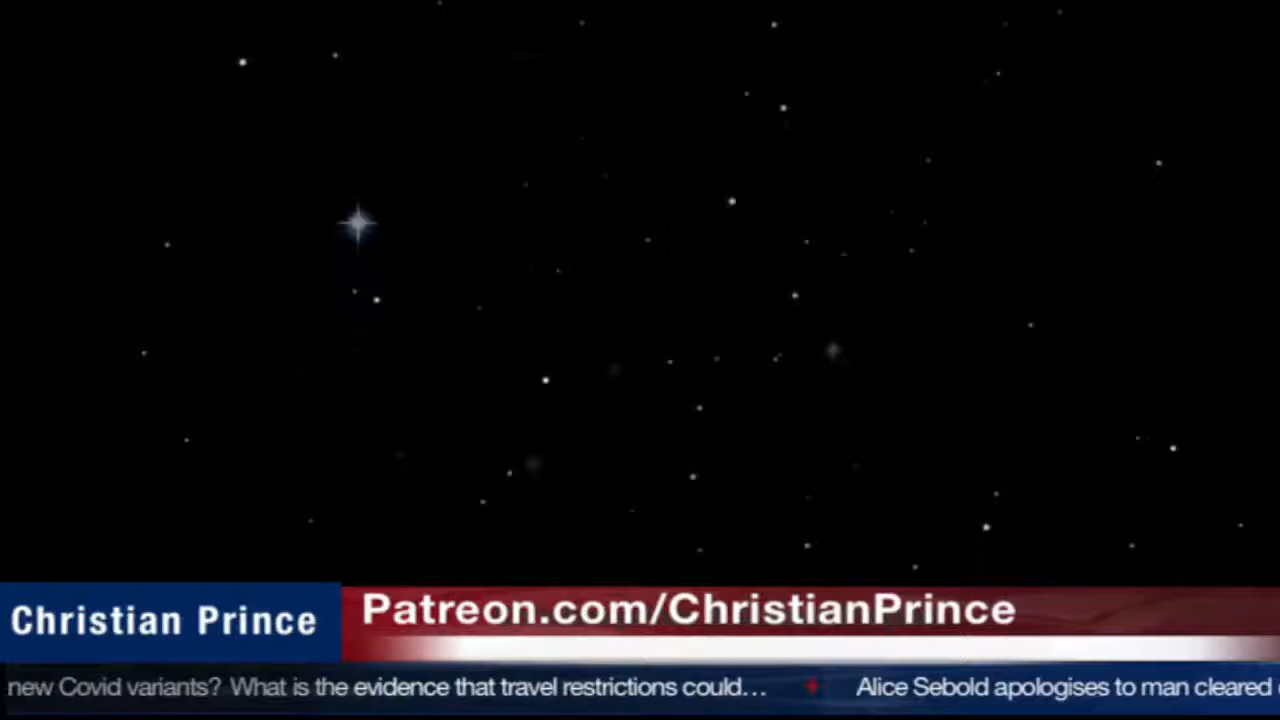 Christian Prince
Patreon.com/ChristianPrince
new Covid variants? What is the evidence that travel restrictions could…
Alice Sebold apologises to man cleared